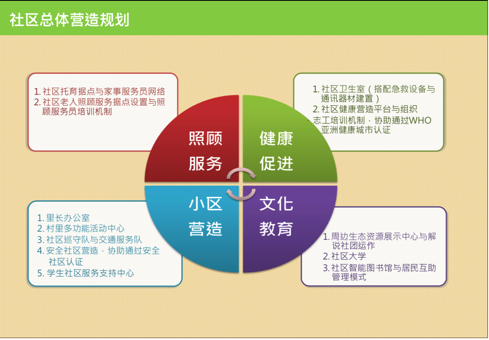 社区总体营造规划
1. 社区托育据点与家事服务员网络
2. 社区老人照顾服务据点设置与照
顾服务员培训机制
1. 社区卫生室（搭配急救设备与
通讯器材建置）
2. 社区健康营造平台与组织
志工培训机制，协助通过WHO
亚洲健康城市认证
照顾
服务
健康
促进
小区
营造
文化
教育
1. 里长办公室
2. 村里多功能活动中心
3. 社区巡守队与交通服务队
4. 安全社区营造，协助通过安全
社区认证
5. 学生社区服务支持中心
1. 周边生态资源展示中心与解
说社团运作
2. 社区大学
3. 社区智能图书馆与居民互助
管理模式